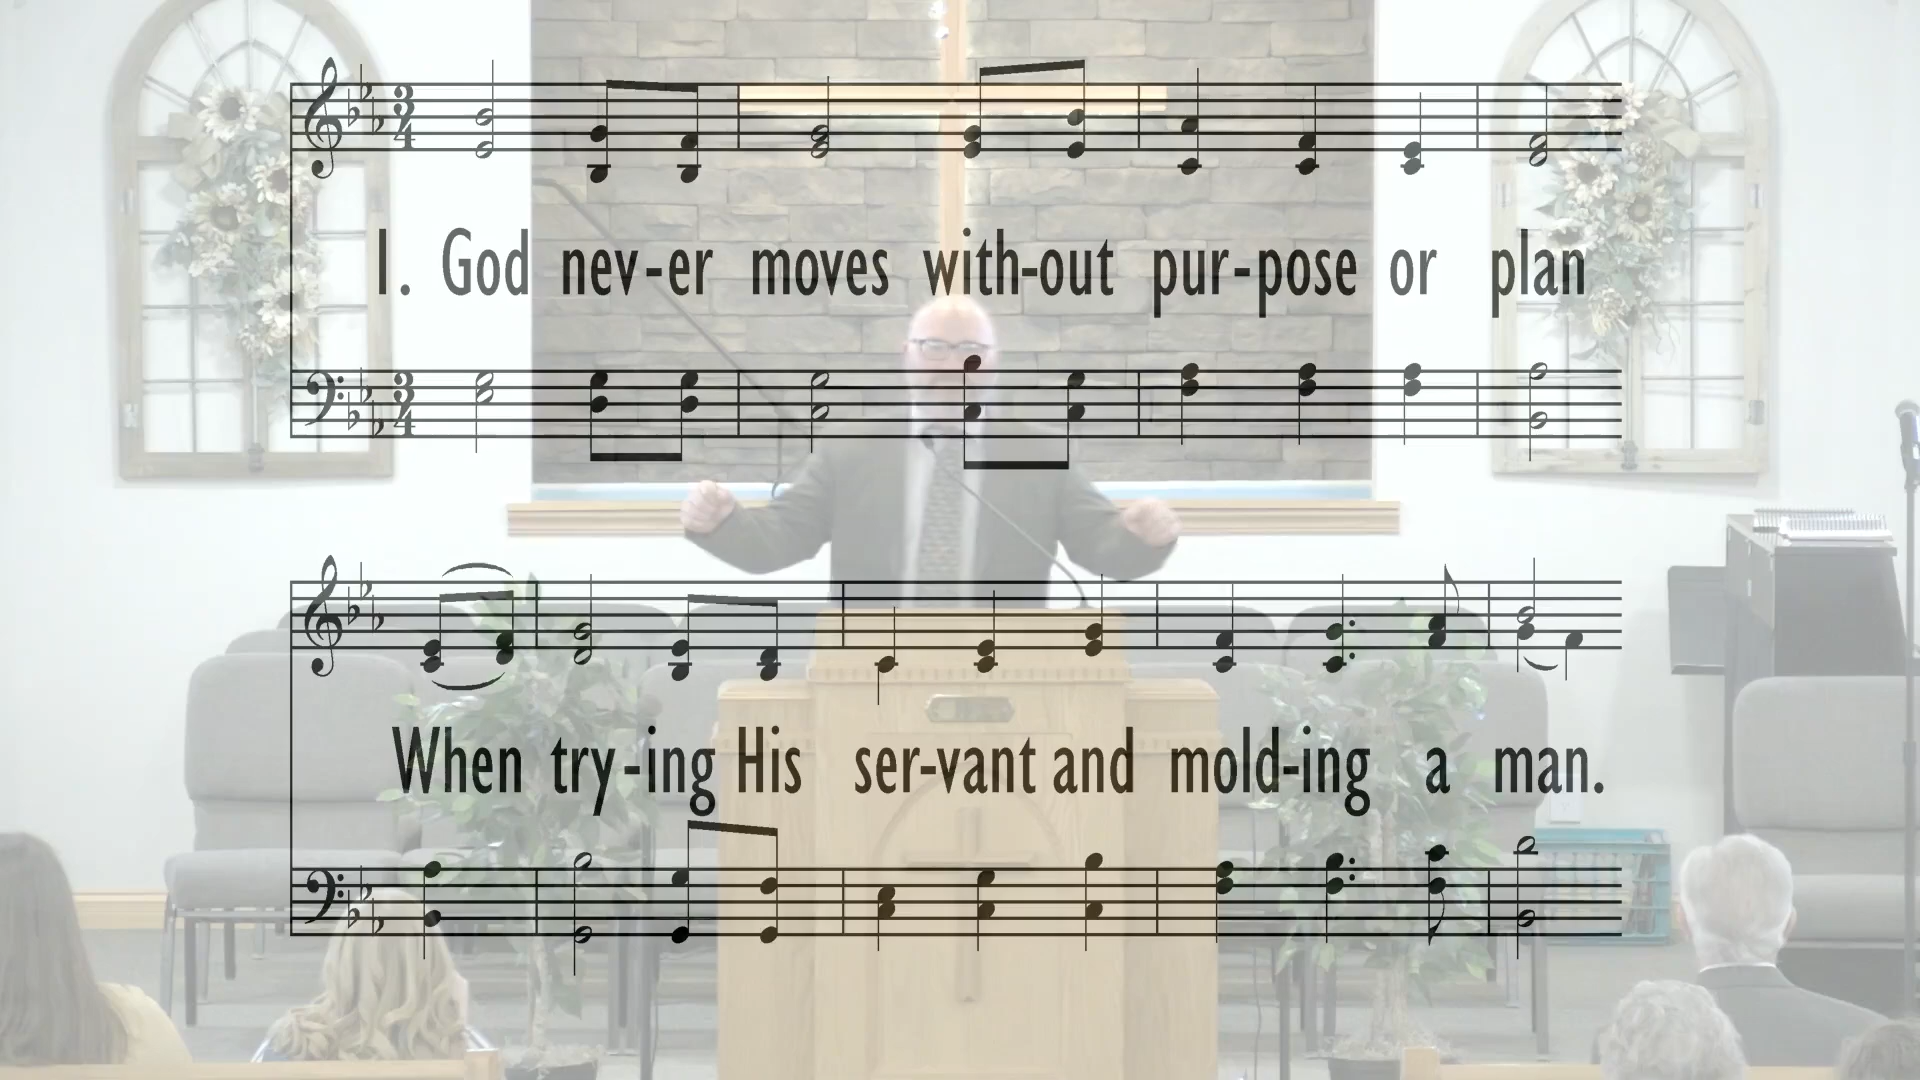 1. God nev-er moves with-out pur-pose or plan
When try-ing His ser-vant and mold-ing a man.